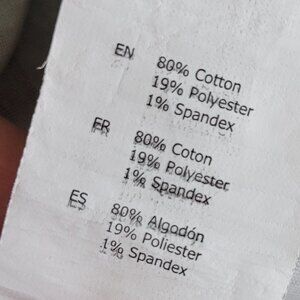 EN 80% Cotton
19% Polyester
1% Spandex
FR 80% Coton
19% Polyester
1% Spandex
ES 80% Algodón
19% Poliester
1% Spandex